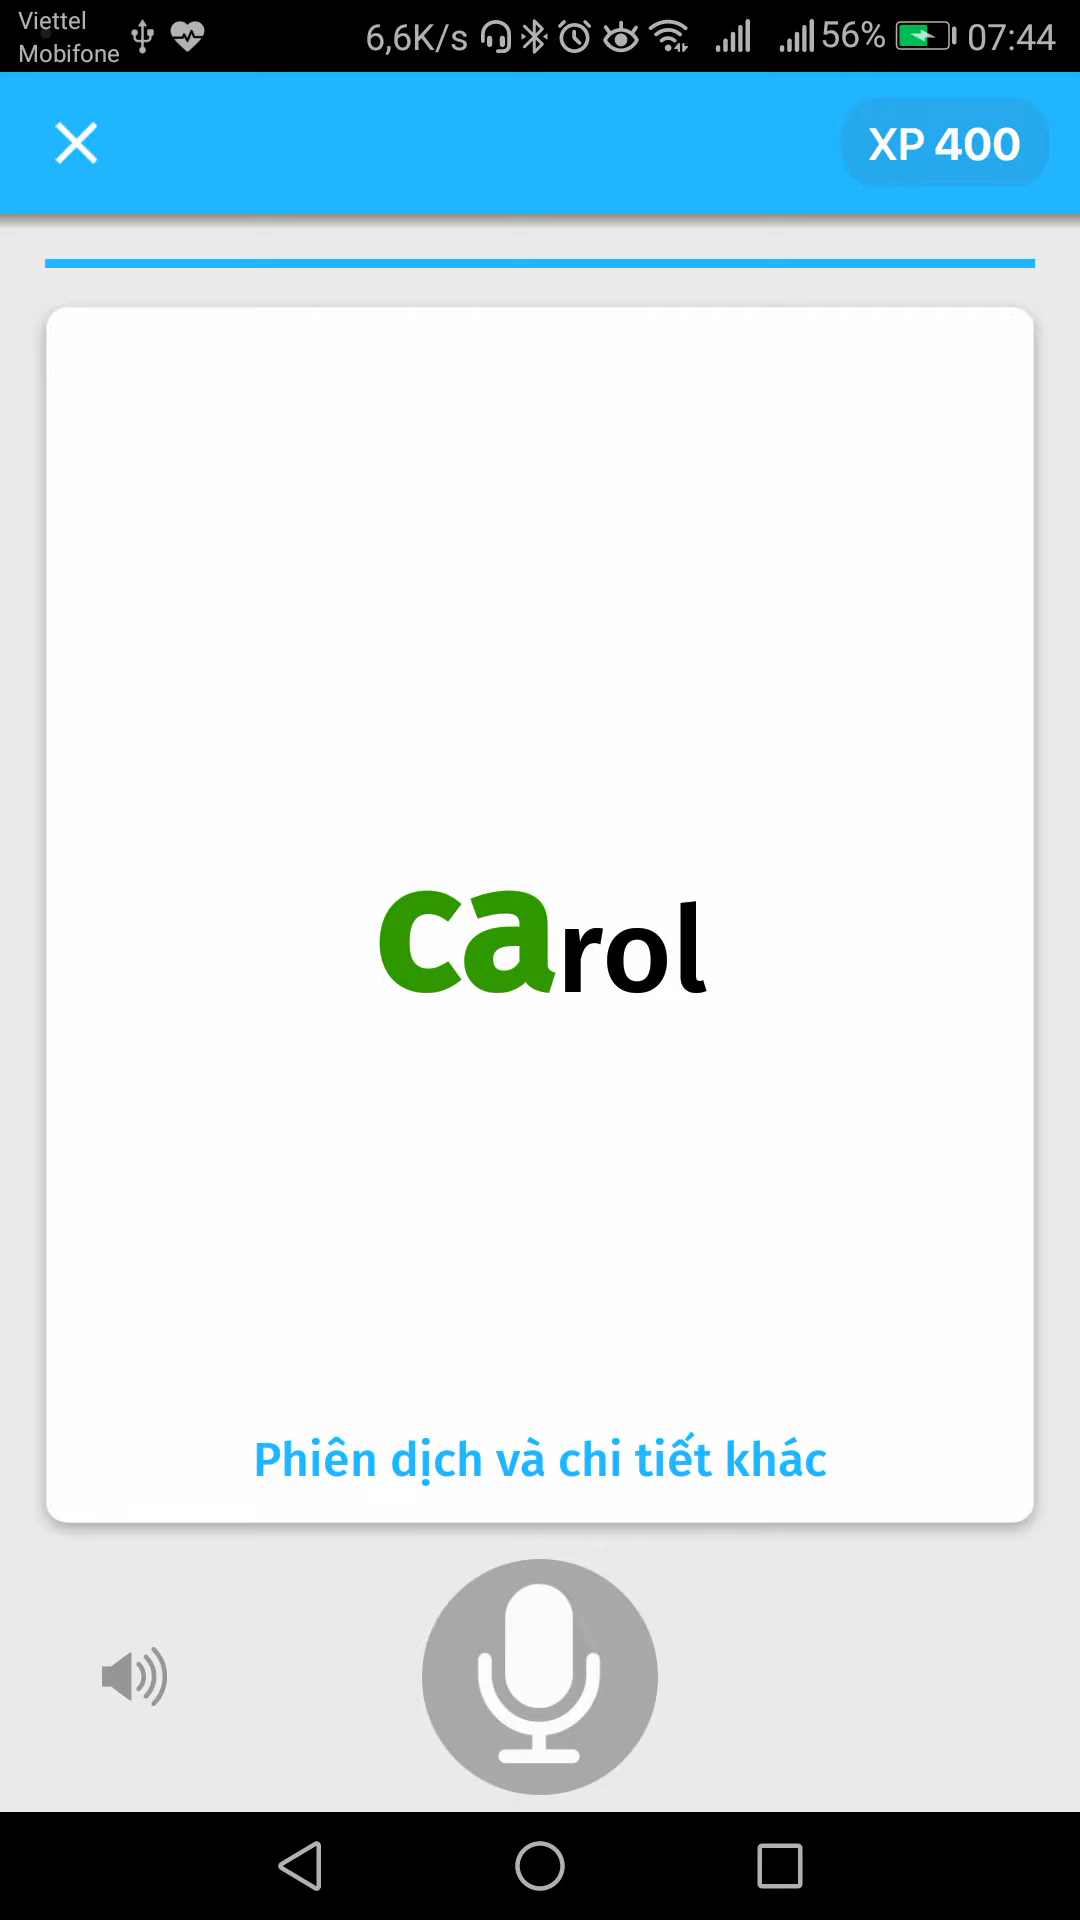 Viettel
Mobifone
6,6K/s
56%
07:44
XP 400
carol
Phiên dịch và chi tiết khác